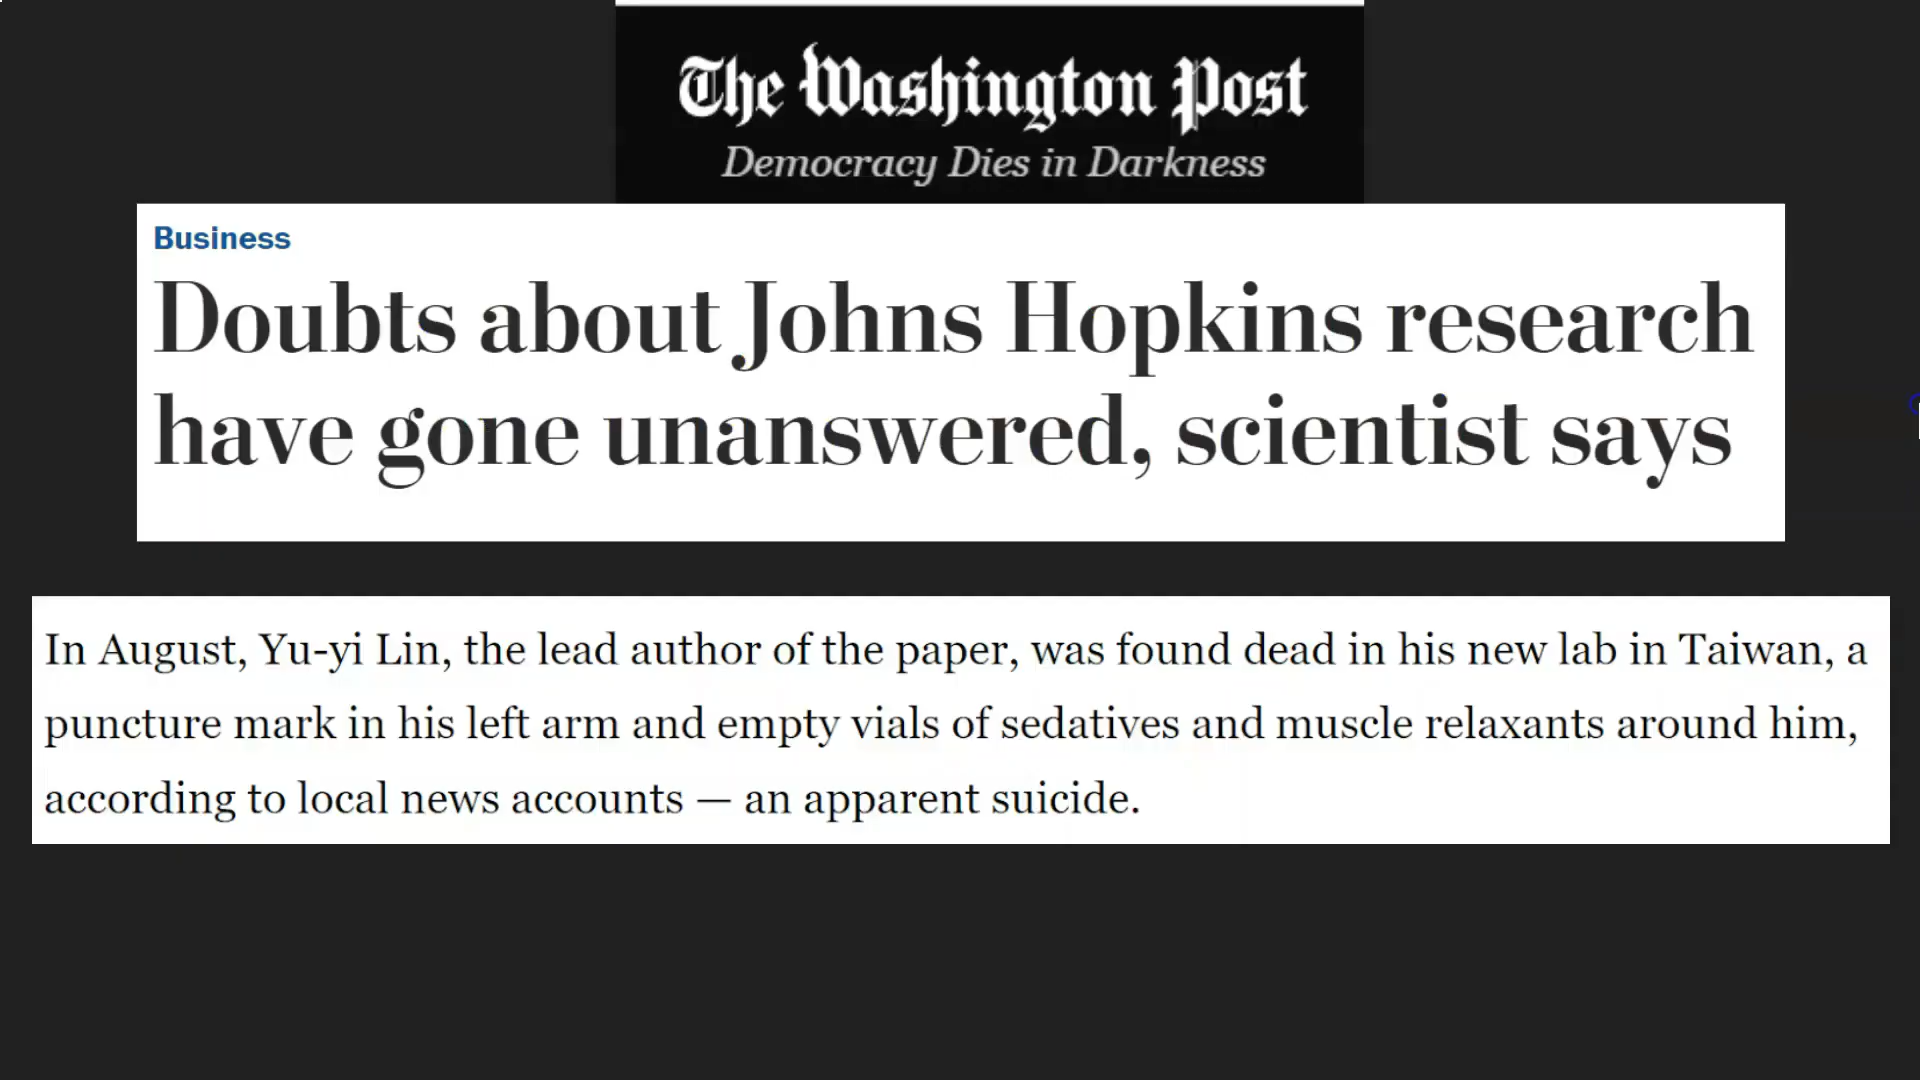 The Washington Post
Democracy Dies in Darkness
Business
Doubts about Johns Hopkins research
have gone unanswered, scientist says
In August, Yu-yi Lin, the lead author of the paper, was found dead in his new lab in Taiwan, a
puncture mark in his left arm and empty vials of sedatives and muscle relaxants around him,
according to local news accounts — an apparent suicide.